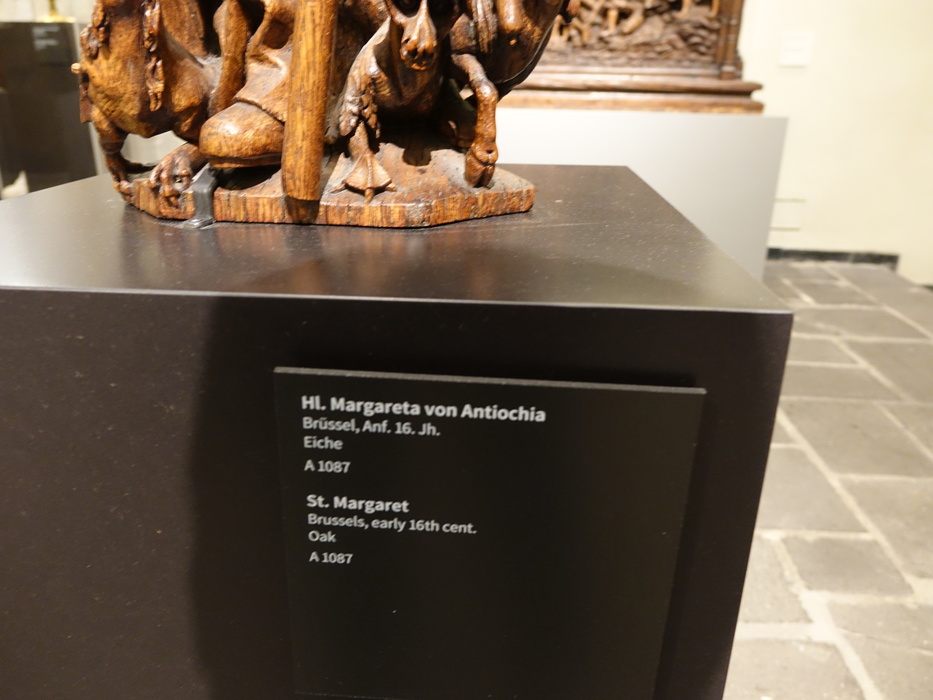 Hl. Margareta von Antiochia
Brüssel, Anf. 16. Jh.
Eiche
A 1087
St. Margaret
Brussels, early 16th cent.
Oak
A 1087